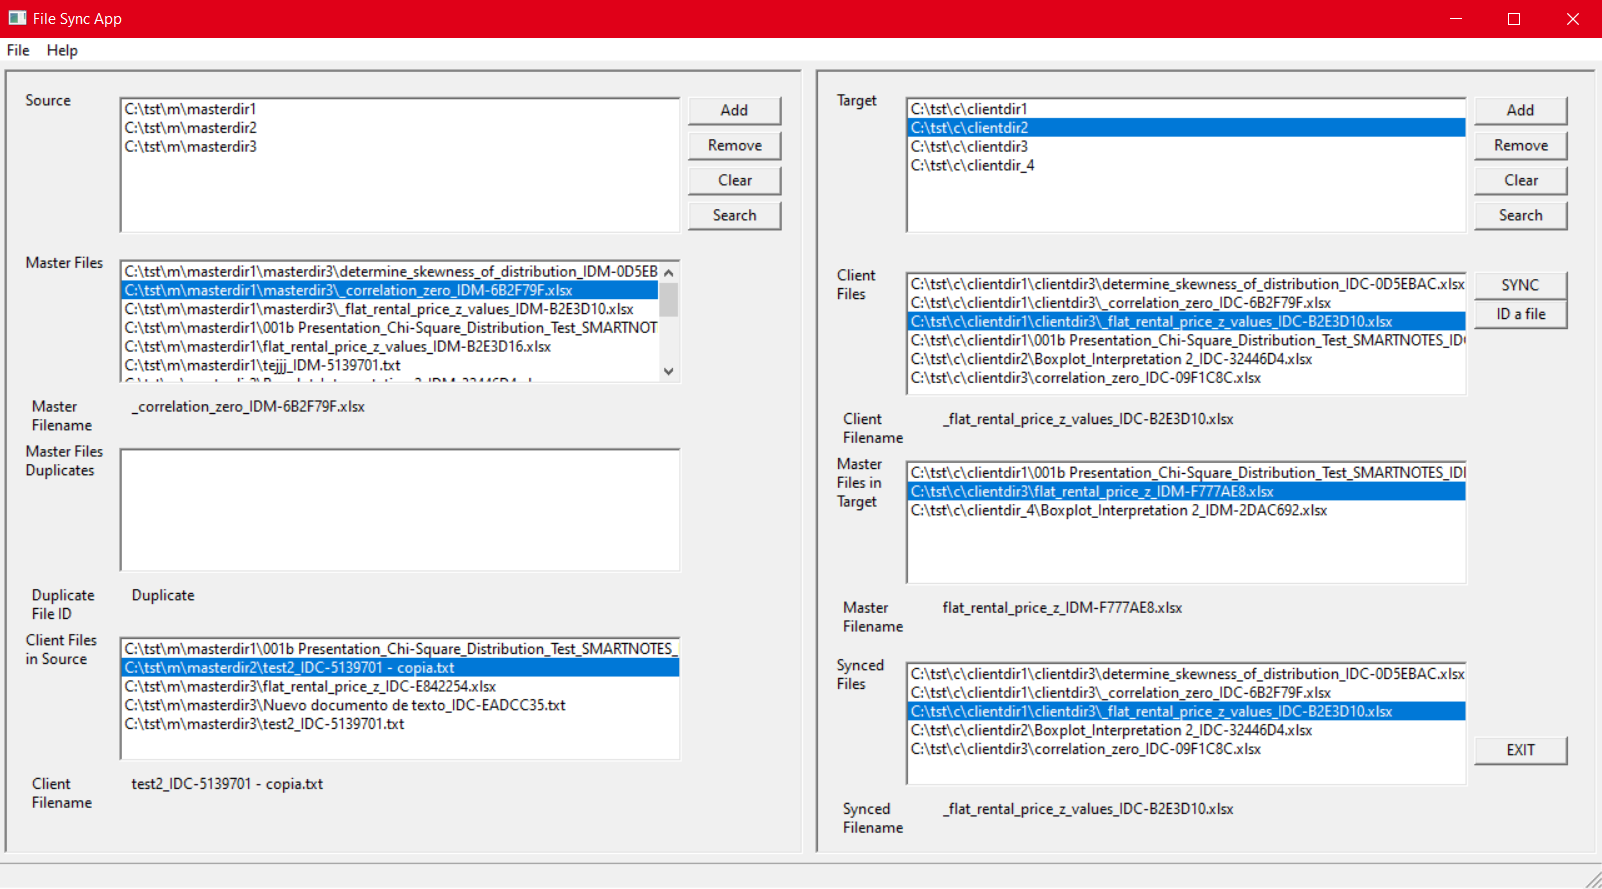 File Sync App
File Help
Source
C:\tst\m\masterdir1
C:\tst\m\masterdir2
C:\tst\m\masterdir3
Add
Remove
Clear
Search
Master Files
C:\tst\m\masterdir1\masterdir3\determine_skewness_of_distribution_IDM-0D5EB
C:\tst\m\masterdir1\masterdir3\_correlation_zero_IDM-6B2F79F.xlsx
C:\tst\m\masterdir1\masterdir3\_flat_rental_price_z_values_IDM-B2E3D10.xlsx
C:\tst\m\masterdir1\001b Presentation_Chi-Square_Distribution_Test_SMARTNOT
C:\tst\m\masterdir1\flat_rental_price_z_values_IDM-B2E3D16.xlsx
C:\tst\m\masterdir1\tejjj_IDM-5139701.txt
Master
Filename
_correlation_zero_IDM-6B2F79F.xlsx
Master Files
Duplicates
Duplicate
File ID
Duplicate
Client Files
in Source
C:\tst\m\masterdir1\001b Presentation_Chi-Square_Distribution_Test_SMARTNOTES_
C:\tst\m\masterdir2\test2_IDC-5139701 - copia.txt
C:\tst\m\masterdir3\flat_rental_price_z_IDC-E842254.xlsx
C:\tst\m\masterdir3\Nuevo documento de texto_IDC-EADCC35.txt
C:\tst\m\masterdir3\test2_IDC-5139701.txt
Client
Filename
test2_IDC-5139701 - copia.txt
Target
C:\tst\c\clientdir1
C:\tst\c\clientdir2
C:\tst\c\clientdir3
C:\tst\c\clientdir_4
Add
Remove
Clear
Search
Client
Files
C:\tst\c\clientdir1\clientdir3\determine_skewness_of_distribution_IDC-0D5EBAC.xlsx
C:\tst\c\clientdir1\clientdir3\_correlation_zero_IDC-6B2F79F.xlsx
C:\tst\c\clientdir1\clientdir3\_flat_rental_price_z_values_IDC-B2E3D10.xlsx
C:\tst\c\clientdir1\001b Presentation_Chi-Square_Distribution_Test_SMARTNOTES_ID
C:\tst\c\clientdir2\Boxplot_Interpretation 2_IDC-32446D4.xlsx
C:\tst\c\clientdir3\correlation_zero_IDC-09F1C8C.xlsx
SYNC
ID a file
Client
Filename
_flat_rental_price_z_values_IDC-B2E3D10.xlsx
Master
Files in
Target
C:\tst\c\clientdir1\001b Presentation_Chi-Square_Distribution_Test_SMARTNOTES_ID
C:\tst\c\clientdir3\flat_rental_price_z_IDM-F777AE8.xlsx
C:\tst\c\clientdir_4\Boxplot_Interpretation 2_IDM-2DAC692.xlsx
Master
Filename
flat_rental_price_z_IDM-F777AE8.xlsx
Synced
Files
C:\tst\c\clientdir1\clientdir3\determine_skewness_of_distribution_IDC-0D5EBAC.xlsx
C:\tst\c\clientdir1\clientdir3\_correlation_zero_IDC-6B2F79F.xlsx
C:\tst\c\clientdir1\clientdir3\_flat_rental_price_z_values_IDC-B2E3D10.xlsx
C:\tst\c\clientdir2\Boxplot_Interpretation 2_IDC-32446D4.xlsx
C:\tst\c\clientdir3\correlation_zero_IDC-09F1C8C.xlsx
EXIT
Synced
Filename
_flat_rental_price_z_values_IDC-B2E3D10.xlsx